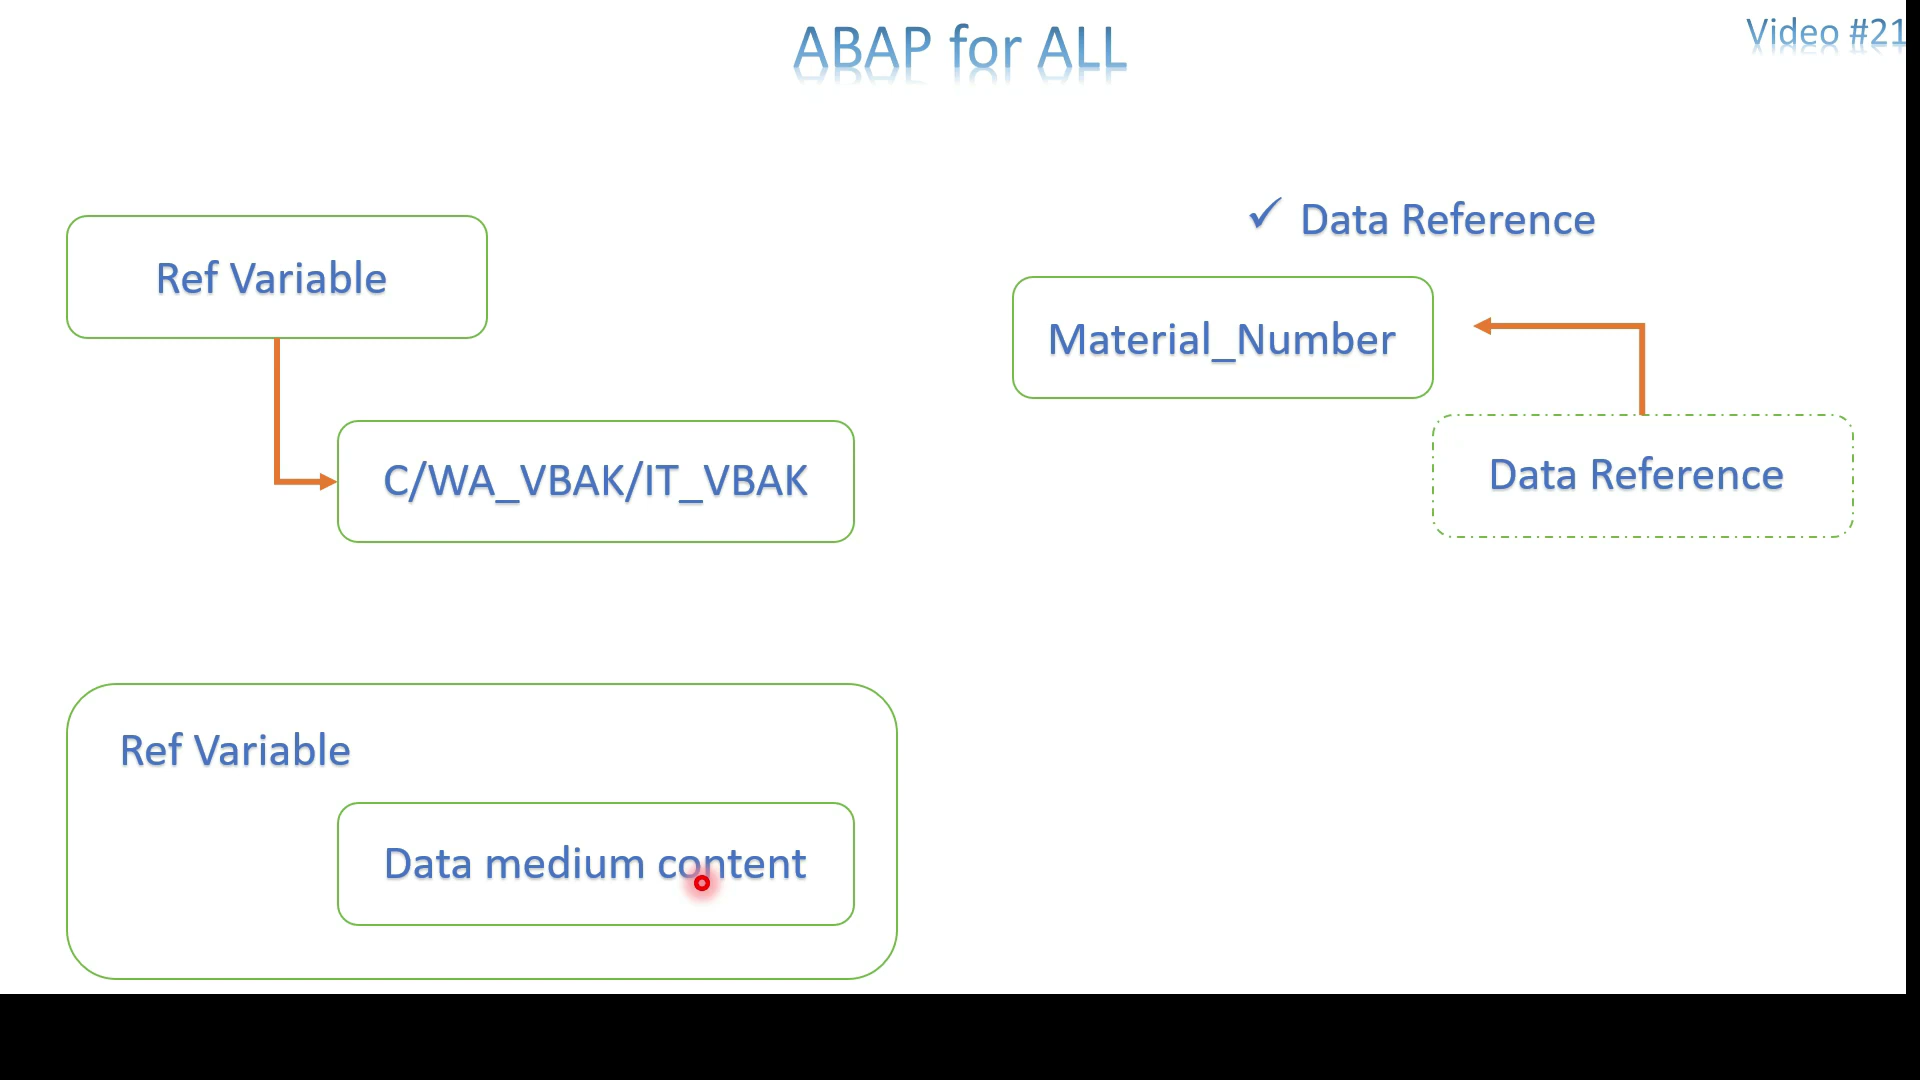 ABAP for ALL
Video #21
Ref Variable
C/WA_VBAK/IT_VBAK
Ref Variable
Data medium content
✓ Data Reference
Material_Number
Data Reference